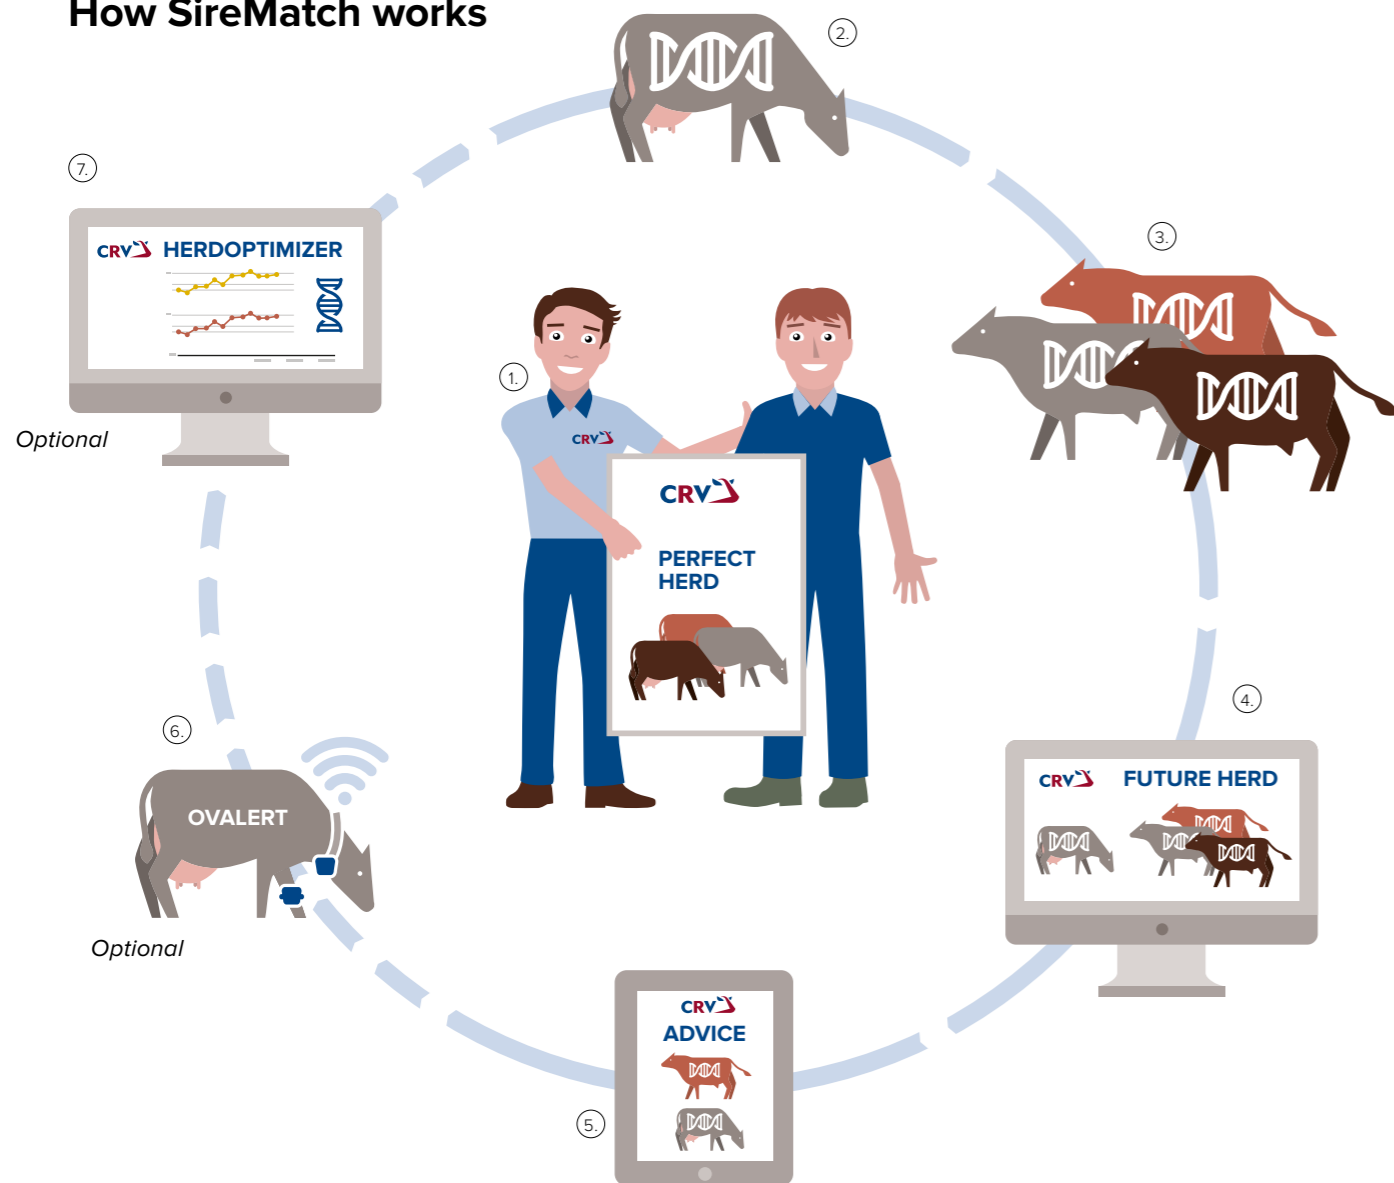 How SireMatch works
2.
7.
CRV HERDOPTIMIZER
Optional
3.
1.
CRV
CRV
PERFECT
HERD
4.
CRV FUTURE HERD
6.
OVALERT
Optional
CRV
ADVICE
5.